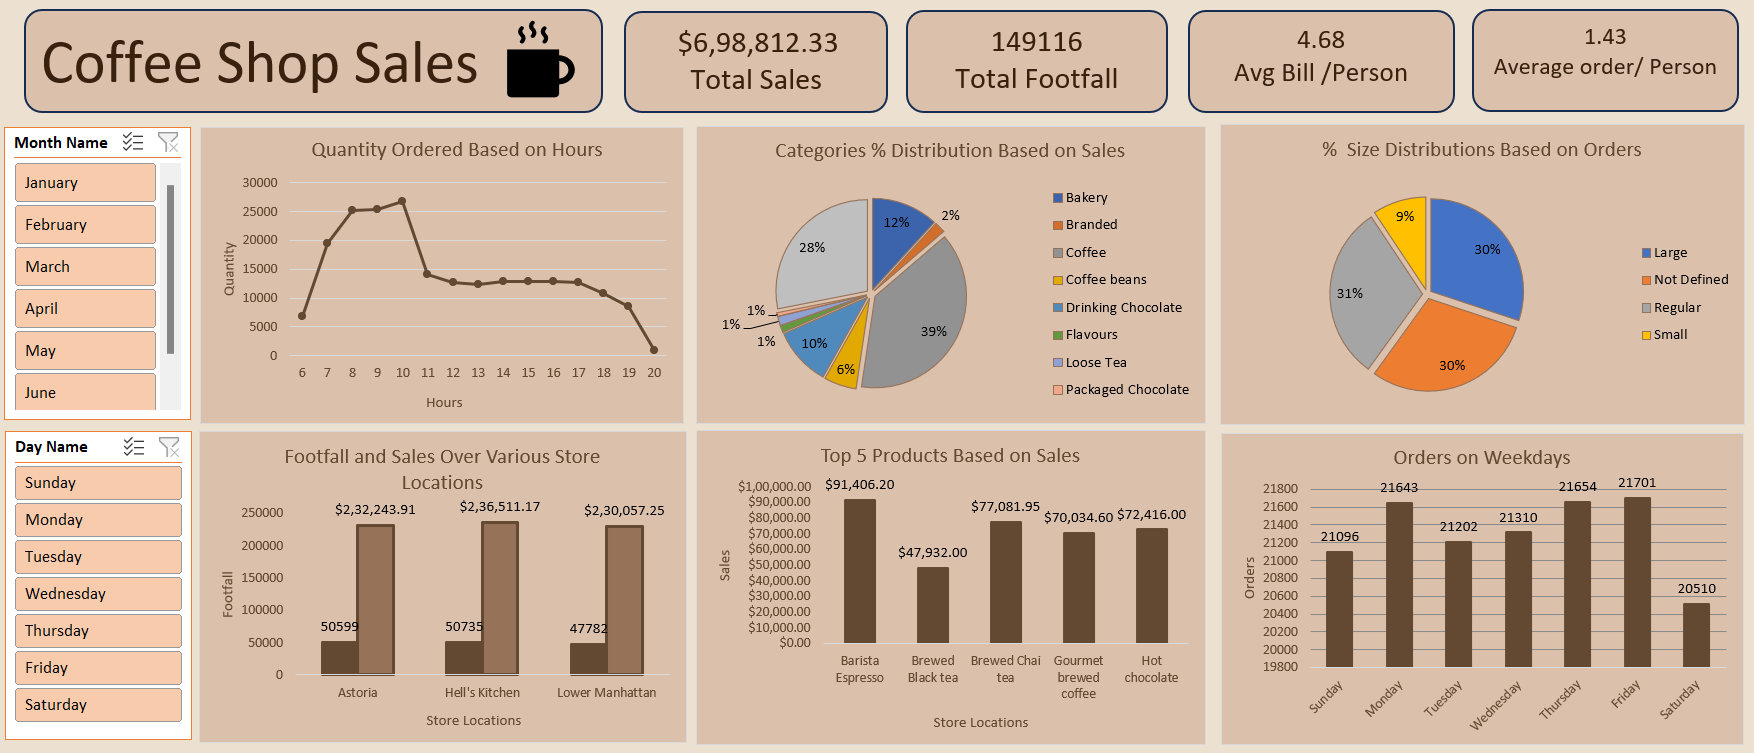 Coffee Shop Sales
$6,98,812.33
Total Sales
149116
Total Footfall
4.68
Avg Bill /Person
1.43
Average order/ Person
Month Name
January
February
March
April
May
June
Quantity Ordered Based on Hours
30000
25000
20000
15000
10000
5000
0
Quantity
6 7 8 9 10 11 12 13 14 15 16 17 18 19 20
Hours
Categories % Distribution Based on Sales
12%
2%
39%
6%
10%
1%
1%
1%
28%
Bakery
Branded
Coffee
Coffee beans
Drinking Chocolate
Flavours
Loose Tea
Packaged Chocolate
% Size Distributions Based on Orders
30%
30%
31%
9%
Large
Not Defined
Regular
Small
Day Name
Sunday
Monday
Tuesday
Wednesday
Thursday
Friday
Saturday
Footfall and Sales Over Various Store
Locations
250000
200000
150000
100000
50000
0
Footfall
$2,32,243.91
$2,36,511.17
$2,30,057.25
50599
50735
47782
Astoria
Hell's Kitchen
Lower Manhattan
Store Locations
Top 5 Products Based on Sales
$1,00,000.00
$90,000.00
$80,000.00
$70,000.00
$60,000.00
$50,000.00
$40,000.00
$30,000.00
$20,000.00
$10,000.00
$0.00
Sales
$91,406.20
$47,932.00
$77,081.95
$70,034.60
$72,416.00
Barista
Espresso
Brewed
Black tea
Brewed Chai
tea
Gourmet
brewed
coffee
Hot
chocolate
Store Locations
Orders on Weekdays
21800
21600
21400
21200
21000
20800
20600
20400
20200
20000
19800
Orders
21096
21643
21202
21310
21654
21701
20510
Sunday
Monday
Tuesday
Wednesday
Thursday
Friday
Saturday